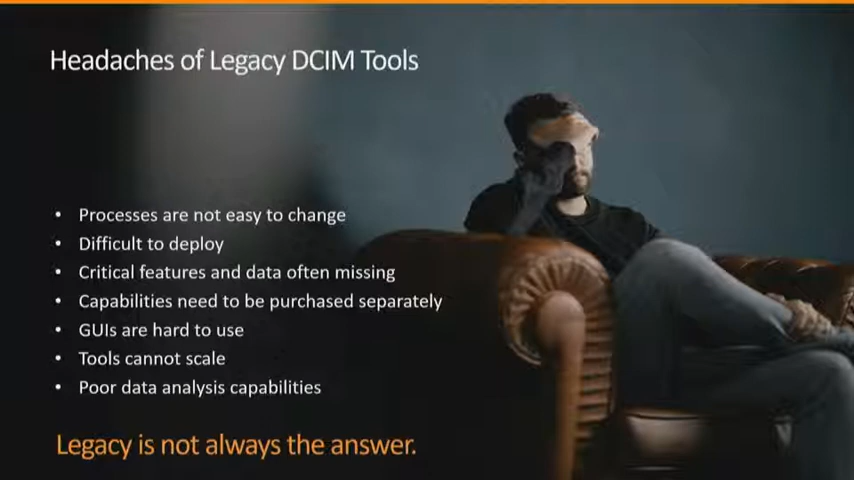 Headaches of Legacy DCIM Tools
• Processes are not easy to change
• Difficult to deploy
• Critical features and data often missing
• Capabilities need to be purchased separately
• GUIs are hard to use
• Tools cannot scale
• Poor data analysis capabilities
Legacy is not always the answer.